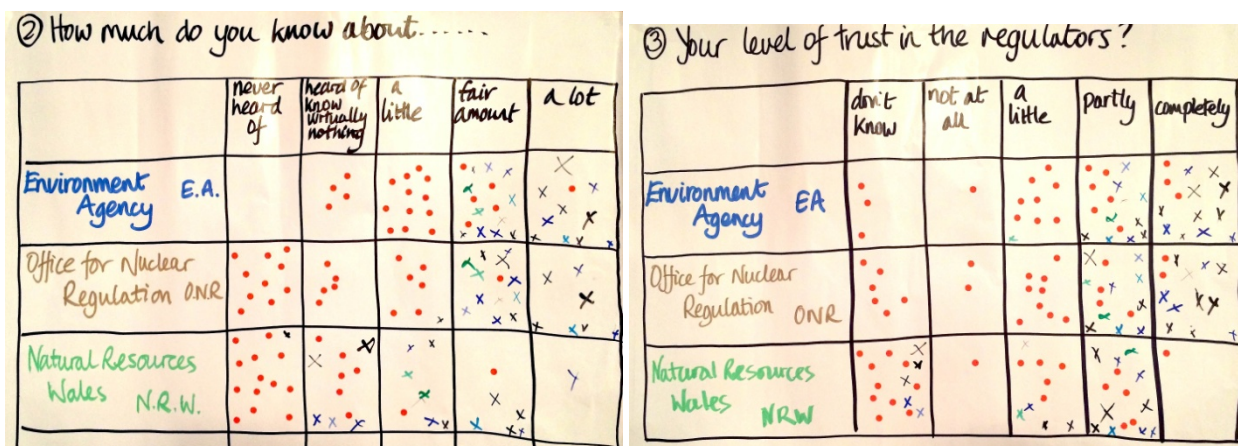 ② How much do you know about......
never heard of
heard of know virtually nothing
a little
fair amount
a lot
Environment Agency E.A.
Office for Nuclear Regulation O.N.R
Natural Resources Wales N.R.W.
③ Your level of trust in the regulators?
don't know
not at all
a little
partly
completely
Environment Agency EA
Office for Nuclear Regulation ONR
Natural Resources Wales NRW